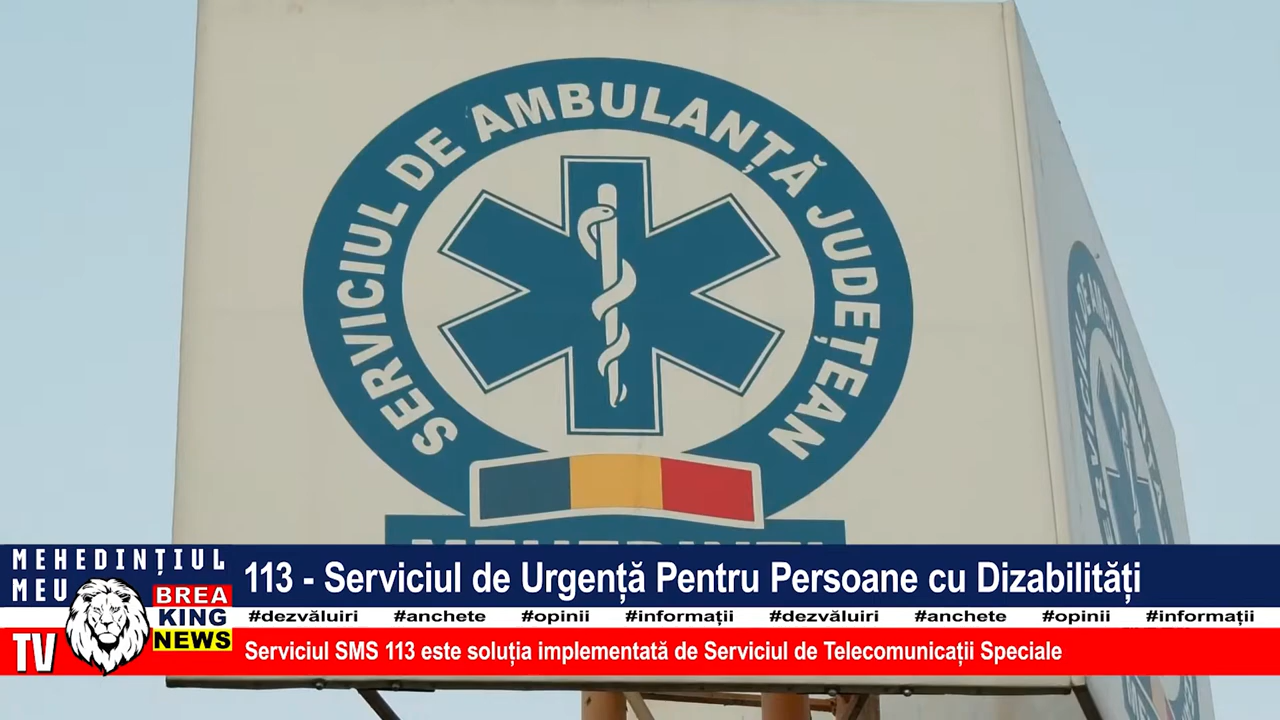 SERVICIUL DE AMBULANȚĂ JUDEȚEAN
MEHEDINȚIUL
MEU
TV
BREA
KING
NEWS
113 - Serviciul de Urgență Pentru Persoane cu Dizabilități
#dezvăluiri #anchete #opinii #informații #dezvăluiri #anchete #opinii #informații
Serviciul SMS 113 este soluția implementată de Serviciul de Telecomunicații Speciale